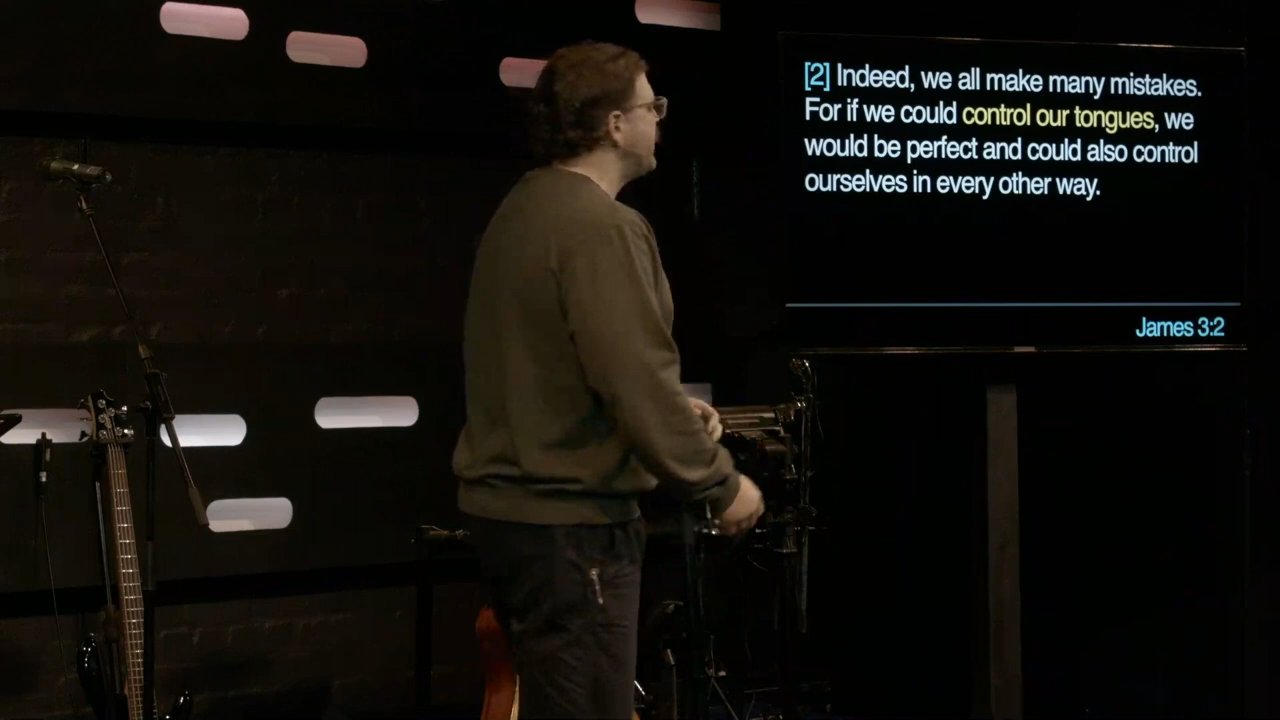 [2] Indeed, we all make many mistakes.
For if we could control our tongues, we
would be perfect and could also control
ourselves in every other way.
James 3:2